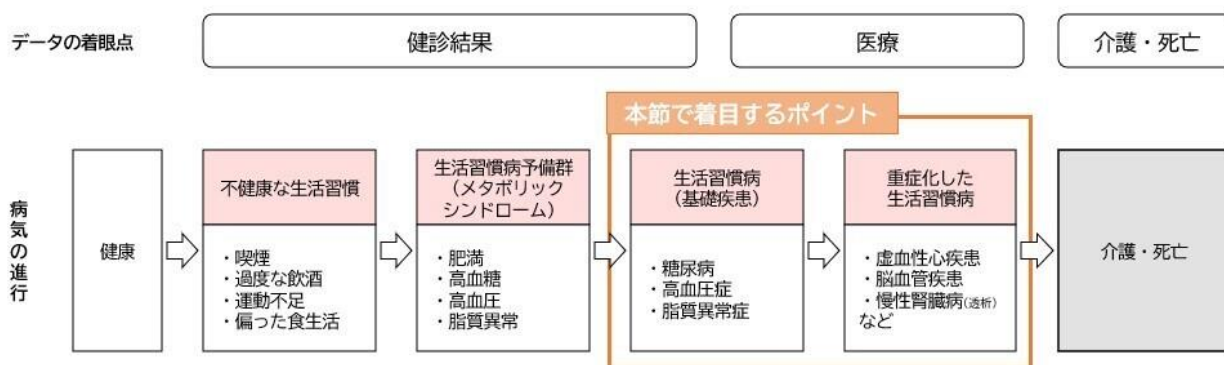 データの着眼点
健診結果
医療
介護・死亡
本節で着目するポイント
病気の進行
健康
不健康な生活習慣
・喫煙
・過度な飲酒
・運動不足
・偏った食生活
生活習慣病予備群
（メタボリック
シンドローム）
・肥満
・高血糖
・高血圧
・脂質異常
生活習慣病
（基礎疾患）
・糖尿病
・高血圧症
・脂質異常症
重症化した
生活習慣病
・虚血性心疾患
・脳血管疾患
・慢性腎臓病(透析)
など
介護・死亡